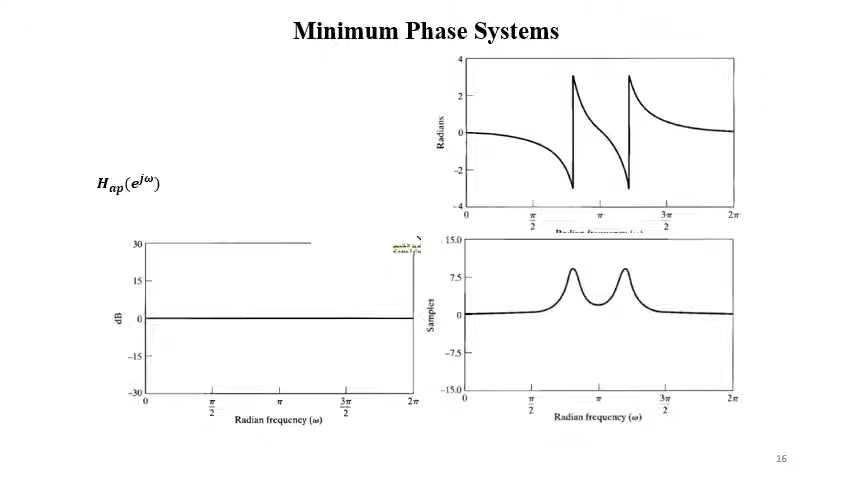 Minimum Phase Systems
H_ap(e^{jω})
4
2
0
−2
−4
Radians
0
π/2
π
3π/2
2π
30
15
0
−15
−30
dB
0
π/2
π
3π/2
2π
Radian frequency (ω)
15.0
7.5
0
−7.5
−15.0
Samples
0
π/2
π
3π/2
2π
Radian frequency (ω)
16